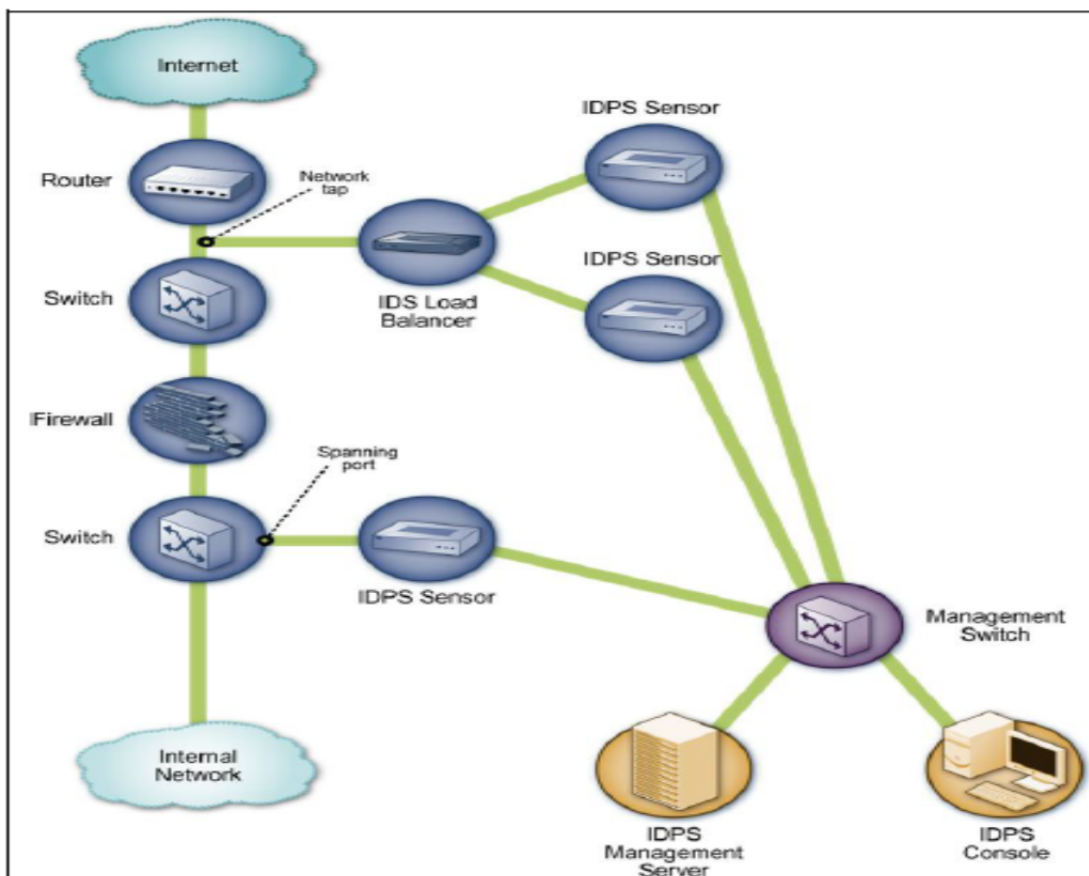 Internet
IDPS Sensor
Router
Network
tap
IDPS Sensor
Switch
IDS Load
Balancer
Firewall
Spanning
port
Switch
IDPS Sensor
Management
Switch
Internal
Network
IDPS
Management
Server
IDPS
Console